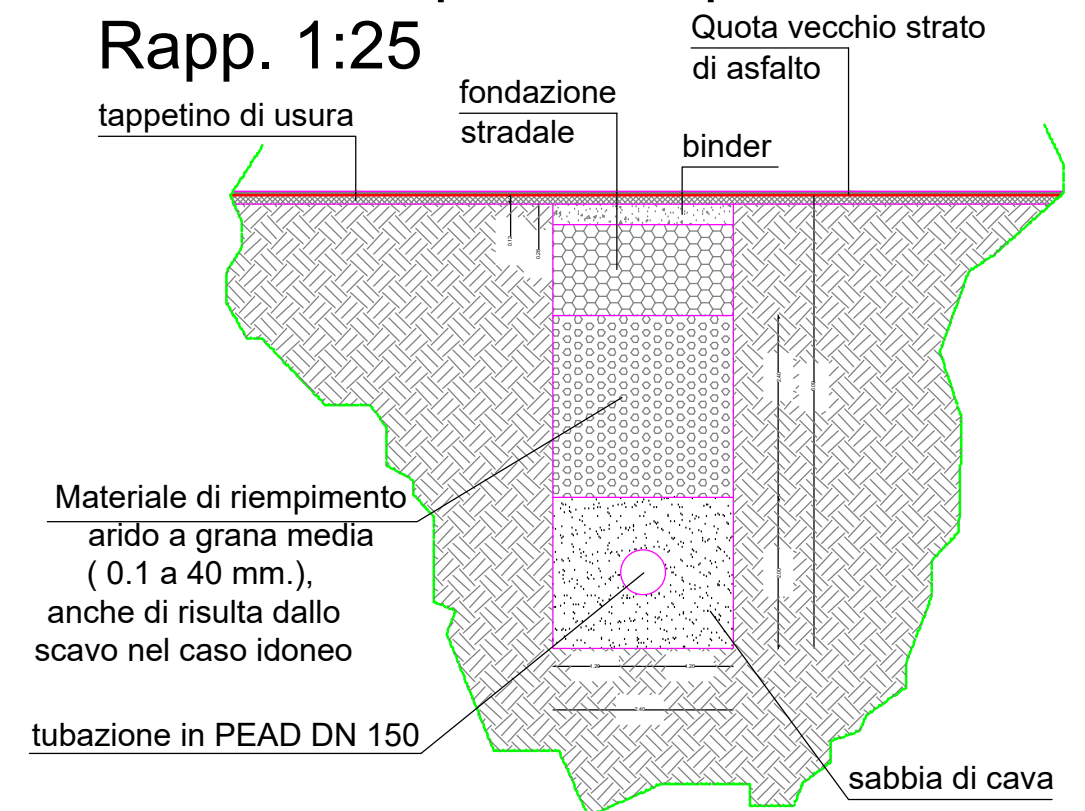 Rapp. 1:25
Quota vecchio strato
di asfalto
fondazione
stradale
tappetino di usura
binder
Materiale di riempimento
arido a grana media
( 0.1 a 40 mm.),
anche di risulta dallo
scavo nel caso idoneo
tubazione in PEAD DN 150
sabbia di cava
2.40